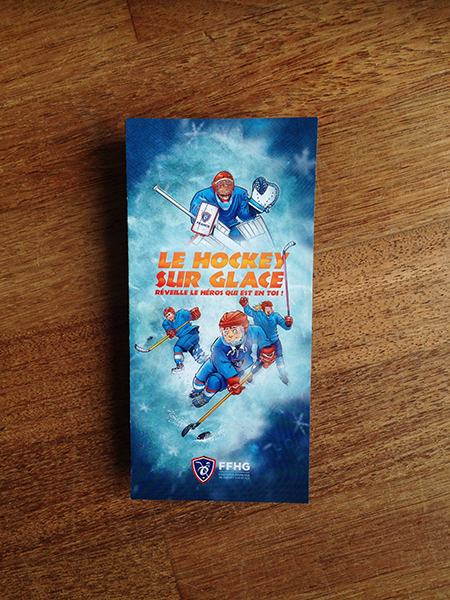 LE HOCKEY
SUR GLACE
RÉVEILLE LE HÉROS QUI EST EN TOI !
FFHG